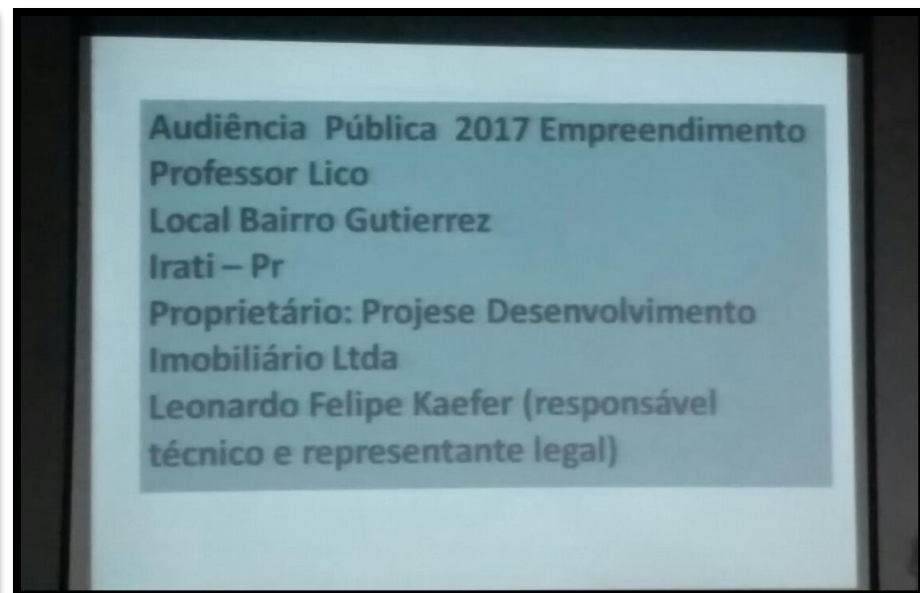 Audiência Pública 2017 Empreendimento
Professor Lico
Local Bairro Gutierrez
Irati – Pr
Proprietário: Projese Desenvolvimento
Imobiliário Ltda
Leonardo Felipe Kaefer (responsável
técnico e representante legal)